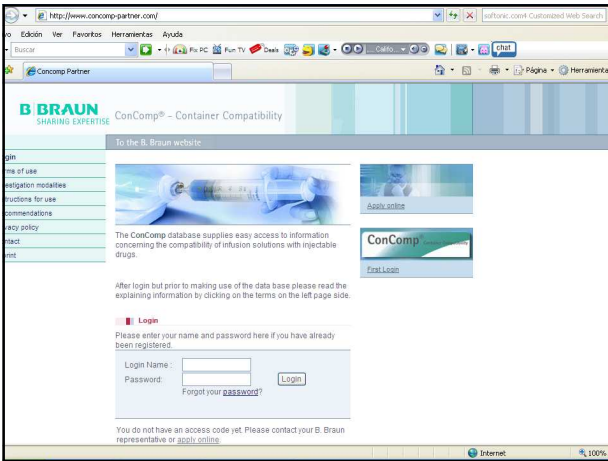 http://www.concomp-partner.com/
softonic.com4 Customized Web Search
vo Edición Ver Favoritos Herramientas Ayuda
Buscar Fix PC Fun TV Deals Califo... chat
Concomp Partner Página Herramienta
B BRAUN
SHARING EXPERTISE
ConComp® – Container Compatibility
To the B. Braun website
gin
rms of use
estigation modalities
tructions for use
commendations
vacy policy
ntact
print
The ConComp database supplies easy access to information
concerning the compatibility of infusion solutions with injectable
drugs.
After login but prior to making use of the data base please read the
explaining information by clicking on the terms on the left page side.
Login
Please enter your name and password here if you have already
been registered.
Login Name :
Password:
Login
Forgot your password?
You do not have an access code yet. Please contact your B. Braun
representative or apply online.
Apply online
ConComp®
First Login
Internet 100%